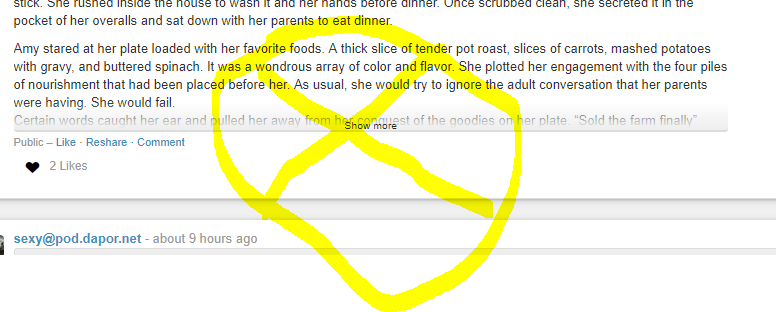 stick. She rushed inside the house to wash it and her hands before dinner. Once scrubbed clean, she secreted it in the
pocket of her overalls and sat down with her parents to eat dinner.
Amy stared at her plate loaded with her favorite foods. A thick slice of tender pot roast, slices of carrots, mashed potatoes
with gravy, and buttered spinach. It was a wondrous array of color and flavor. She plotted her engagement with the four piles
of nourishment that had been placed before her. As usual, she would try to ignore the adult conversation that her parents
were having. She would fail.
Certain words caught her ear and pulled her away from her conquest of the goodies on her plate. “Sold the farm finally”
Show more
Public – Like · Reshare · Comment
2 Likes
sexy@pod.dapor.net - about 9 hours ago